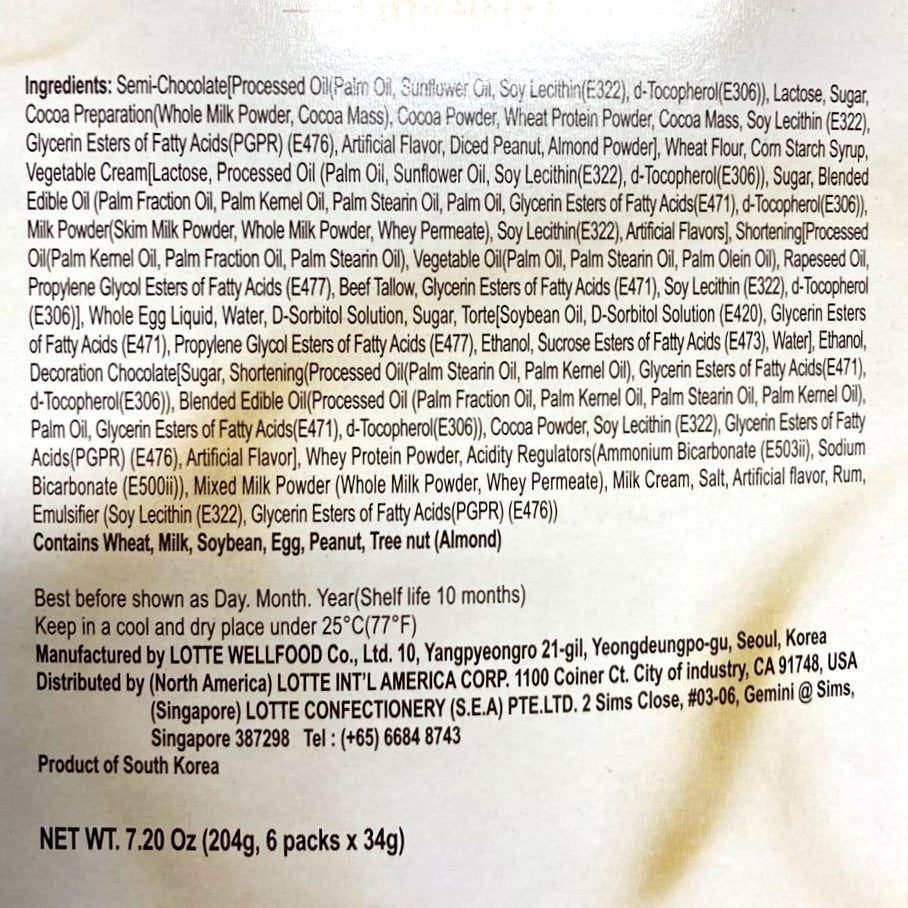 Ingredients: Semi-Chocolate[Processed Oil(Palm Oil, Sunflower Oil, Soy Lecithin(E322), d-Tocopherol(E306)), Lactose, Sugar,
Cocoa Preparation(Whole Milk Powder, Cocoa Mass), Cocoa Powder, Wheat Protein Powder, Cocoa Mass, Soy Lecithin (E322),
Glycerin Esters of Fatty Acids(PGPR) (E476), Artificial Flavor, Diced Peanut, Almond Powder], Wheat Flour, Corn Starch Syrup,
Vegetable Cream[Lactose, Processed Oil (Palm Oil, Sunflower Oil, Soy Lecithin(E322), d-Tocopherol(E306)), Sugar, Blended
Edible Oil (Palm Fraction Oil, Palm Kernel Oil, Palm Stearin Oil, Palm Oil, Glycerin Esters of Fatty Acids(E471), d-Tocopherol(E306)),
Milk Powder(Skim Milk Powder, Whole Milk Powder, Whey Permeate), Soy Lecithin(E322), Artificial Flavors], Shortening[Processed
Oil(Palm Kernel Oil, Palm Fraction Oil, Palm Stearin Oil), Vegetable Oil(Palm Oil, Palm Stearin Oil, Palm Olein Oil), Rapeseed Oil,
Propylene Glycol Esters of Fatty Acids (E477), Beef Tallow, Glycerin Esters of Fatty Acids (E471), Soy Lecithin (E322), d-Tocopherol
(E306)], Whole Egg Liquid, Water, D-Sorbitol Solution, Sugar, Torte[Soybean Oil, D-Sorbitol Solution (E420), Glycerin Esters
of Fatty Acids (E471), Propylene Glycol Esters of Fatty Acids (E477), Ethanol, Sucrose Esters of Fatty Acids (E473), Water], Ethanol,
Decoration Chocolate[Sugar, Shortening(Processed Oil(Palm Stearin Oil, Palm Kernel Oil), Glycerin Esters of Fatty Acids(E471),
d-Tocopherol(E306)), Blended Edible Oil(Processed Oil (Palm Fraction Oil, Palm Kernel Oil, Palm Stearin Oil, Palm Kernel Oil),
Palm Oil, Glycerin Esters of Fatty Acids(E471), d-Tocopherol(E306)), Cocoa Powder, Soy Lecithin (E322), Glycerin Esters of Fatty
Acids(PGPR) (E476), Artificial Flavor], Whey Protein Powder, Acidity Regulators(Ammonium Bicarbonate (E503ii), Sodium
Bicarbonate (E500ii)), Mixed Milk Powder (Whole Milk Powder, Whey Permeate), Milk Cream, Salt, Artificial flavor, Rum,
Emulsifier (Soy Lecithin (E322), Glycerin Esters of Fatty Acids(PGPR) (E476))
Contains Wheat, Milk, Soybean, Egg, Peanut, Tree nut (Almond)
Best before shown as Day. Month. Year(Shelf life 10 months)
Keep in a cool and dry place under 25°C(77°F)
Manufactured by LOTTE WELLFOOD Co., Ltd. 10, Yangpyeongro 21-gil, Yeongdeungpo-gu, Seoul, Korea
Distributed by (North America) LOTTE INT'L AMERICA CORP. 1100 Coiner Ct. City of industry, CA 91748, USA
(Singapore) LOTTE CONFECTIONERY (S.E.A) PTE.LTD. 2 Sims Close, #03-06, Gemini @ Sims,
Singapore 387298 Tel : (+65) 6684 8743
Product of South Korea
NET WT. 7.20 Oz (204g, 6 packs x 34g)